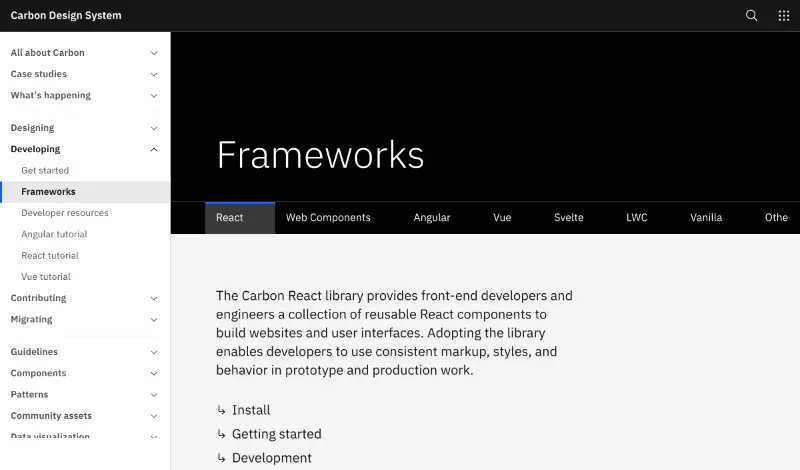 Carbon Design System
All about Carbon
Case studies
What's happening
Designing
Developing
Get started
Frameworks
Developer resources
Angular tutorial
React tutorial
Vue tutorial
Contributing
Migrating
Guidelines
Components
Patterns
Community assets
Data visualization
Frameworks
React Web Components Angular Vue Svelte LWC Vanilla Othe
The Carbon React library provides front-end developers and
engineers a collection of reusable React components to
build websites and user interfaces. Adopting the library
enables developers to use consistent markup, styles, and
behavior in prototype and production work.
↳ Install
↳ Getting started
↳ Development